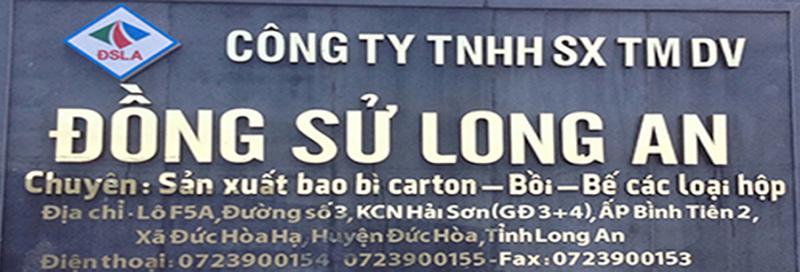 ĐSLA
CÔNG TY TNHH SX TM DV
ĐỒNG SỬ LONG AN
Chuyên: Sản xuất bao bì carton – Bồi – Bế các loại hộp
Địa chỉ - Lô F5A, Đường số 3, KCN Hải Sơn (GĐ 3+4), ẤP Bình Tiên 2,
Xã Đức Hòa Hạ, Huyện Đức Hòa, Tỉnh Long An
Điện thoại: 0723900154 0723900155 - Fax: 0723900153